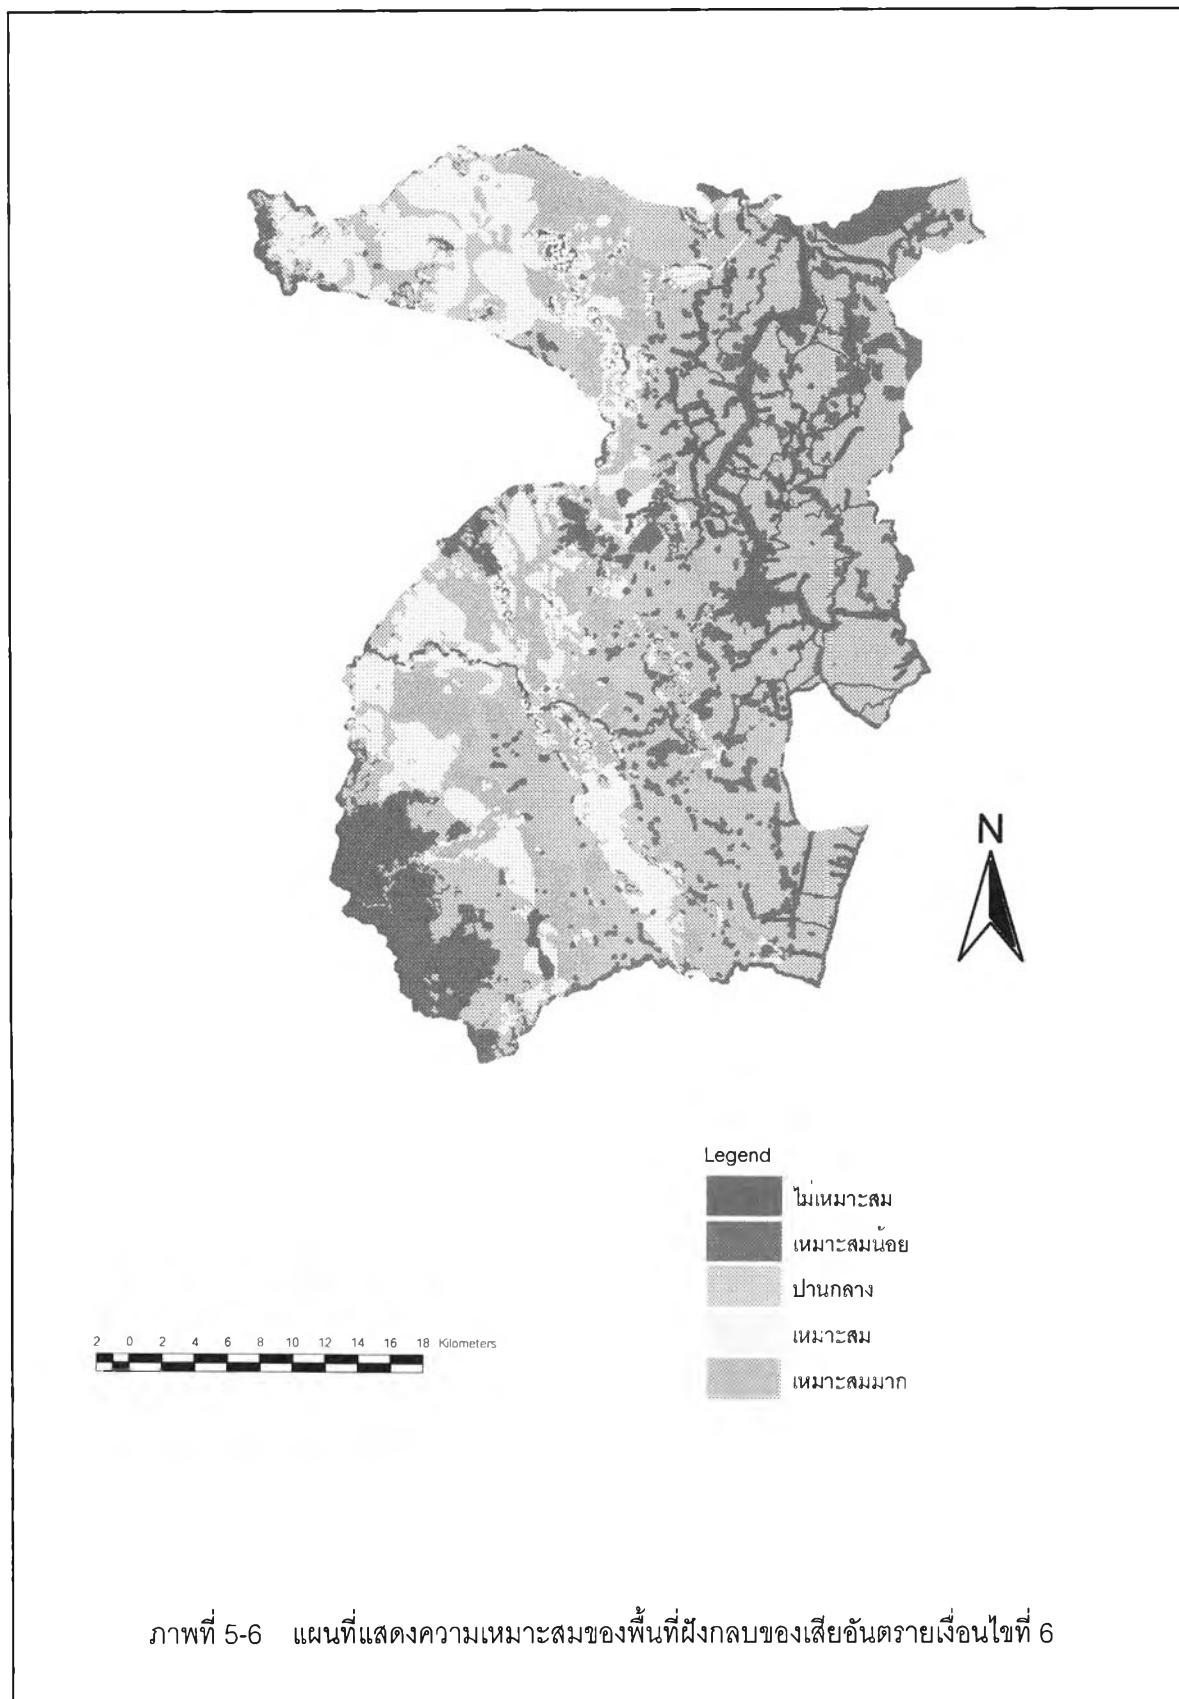 N
Legend
ไม่เหมาะสม
เหมาะสมน้อย
ปานกลาง
เหมาะสม
เหมาะสมมาก
2 0 2 4 6 8 10 12 14 16 18 Kilometers
ภาพที่ 5-6 แผนที่แสดงความเหมาะสมของพื้นที่ฝังกลบของเสียอันตรายเงื่อนไขที่ 6